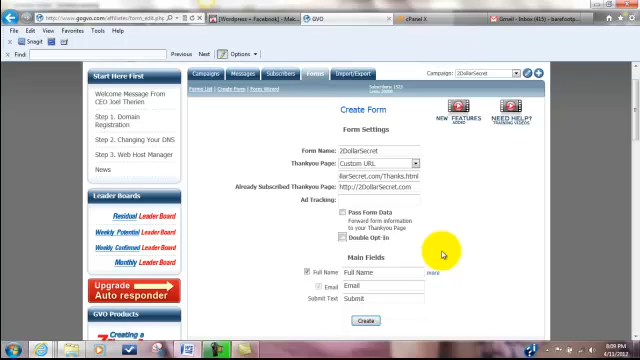 http://www.gogvo.com/affiliates/form_edit.php
[Wordpress + Facebook] - Mak...
GVO
cPanel X
Gmail - Inbox (415) - barefootp...
File Edit View Favorites Tools Help
Snagit
Find: Previous Next Options
Campaigns Messages Subscribers Forms Import/Export
Campaign: 2DollarSecret
Forms List | Create Form | Form Wizard
Start Here First
Welcome Message From
CEO Joel Therien
Step 1. Domain
Registration
Step 2. Changing Your DNS
Step 3. Web Host Manager
News
Leader Boards
Residual Leader Board
Weekly Potential Leader Board
Weekly Confirmed Leader Board
Monthly Leader Board
Upgrade
Auto responder
GVO Products
Creating a
Create Form
NEW FEATURES
ADDED
NEED HELP?
TRAINING VIDEOS
Form Settings
Form Name: 2DollarSecret
Thankyou Page: Custom URL
llarSecret.com/Thanks.html
Already Subscribed Thankyou Page: http://2DollarSecret.com
Ad Tracking:
Pass Form Data
Forward form information
to your Thankyou Page
Double Opt-In
Main Fields
Full Name Full Name more
Email Email
Submit Text Submit
Create
8:09 PM
4/11/2012